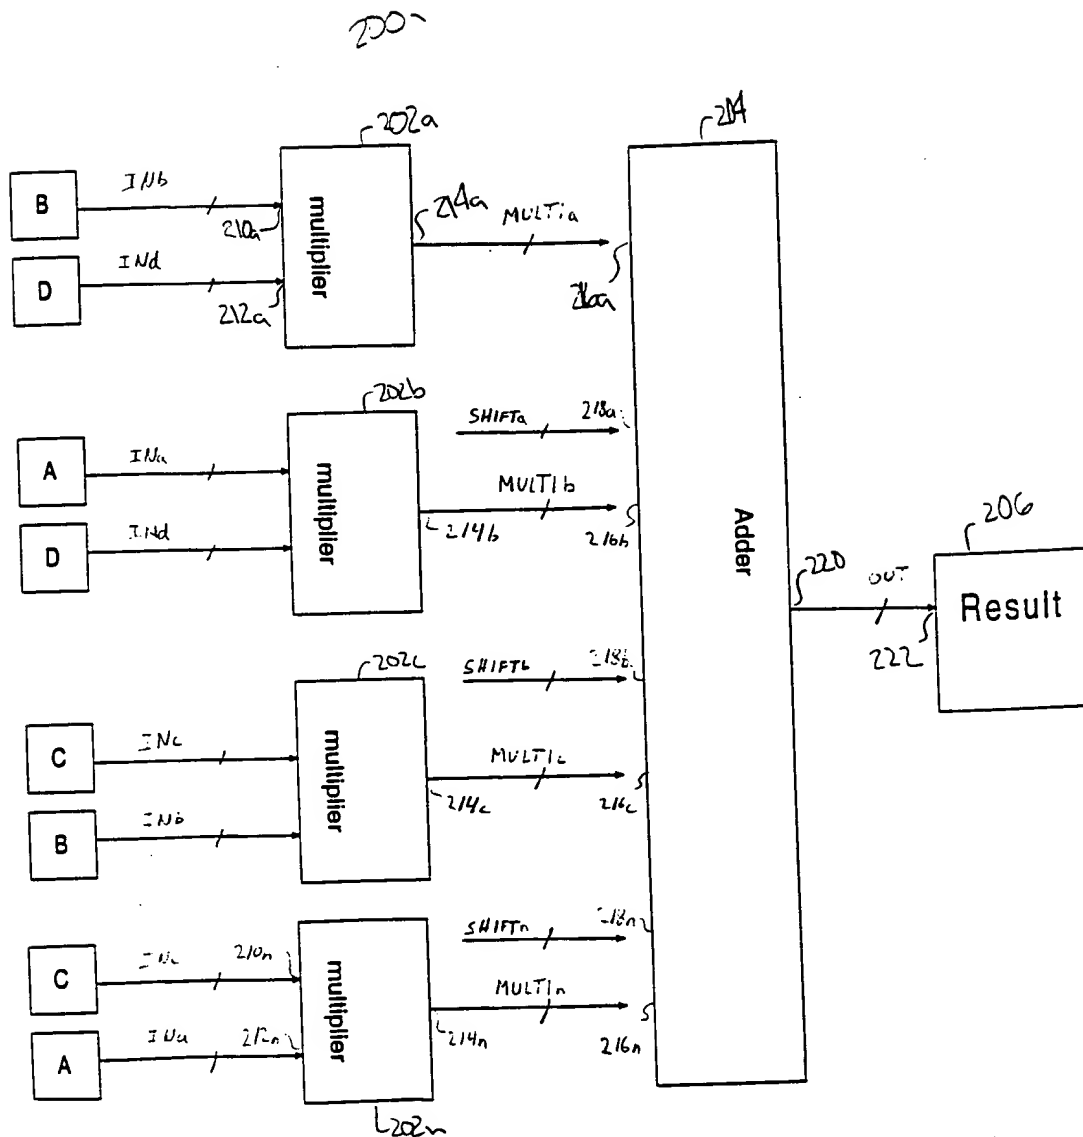 200
202a
214
B
INb
210a
multiplier
214a
MULTia
D
INd
212a
202b
SHIFTa
218a
A
INa
multiplier
MULTIb
D
INd
214b
216b
Adder
206
220
OUT
Result
222
202c
SHIFTb
218b
C
INc
multiplier
MULTIc
B
INb
214c
216c
SHIFTn
218n
C
INc
210n
multiplier
MULTIn
A
INa
212n
214n
216n
202n